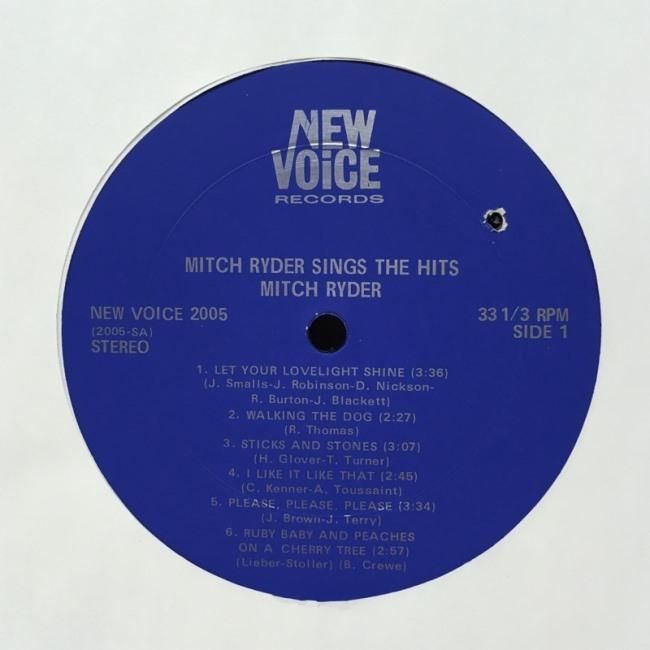 NEW
VOiCE
RECORDS
MITCH RYDER SINGS THE HITS
MITCH RYDER
NEW VOICE 2005
33 1/3 RPM
(2005-SA)
SIDE 1
STEREO
1. LET YOUR LOVELIGHT SHINE (3:36)
(J. Smalls-J. Robinson-D. Nickson-
R. Burton-J. Blackett)
2. WALKING THE DOG (2:27)
(R. Thomas)
3. STICKS AND STONES (3:07)
(H. Glover-T. Turner)
4. I LIKE IT LIKE THAT (2:45)
(C. Kenner-A. Toussaint)
5. PLEASE, PLEASE, PLEASE (3:34)
(J. Brown-J. Terry)
6. RUBY BABY AND PEACHES
ON A CHERRY TREE (2:57)
(Lieber-Stoller) (B. Crewe)